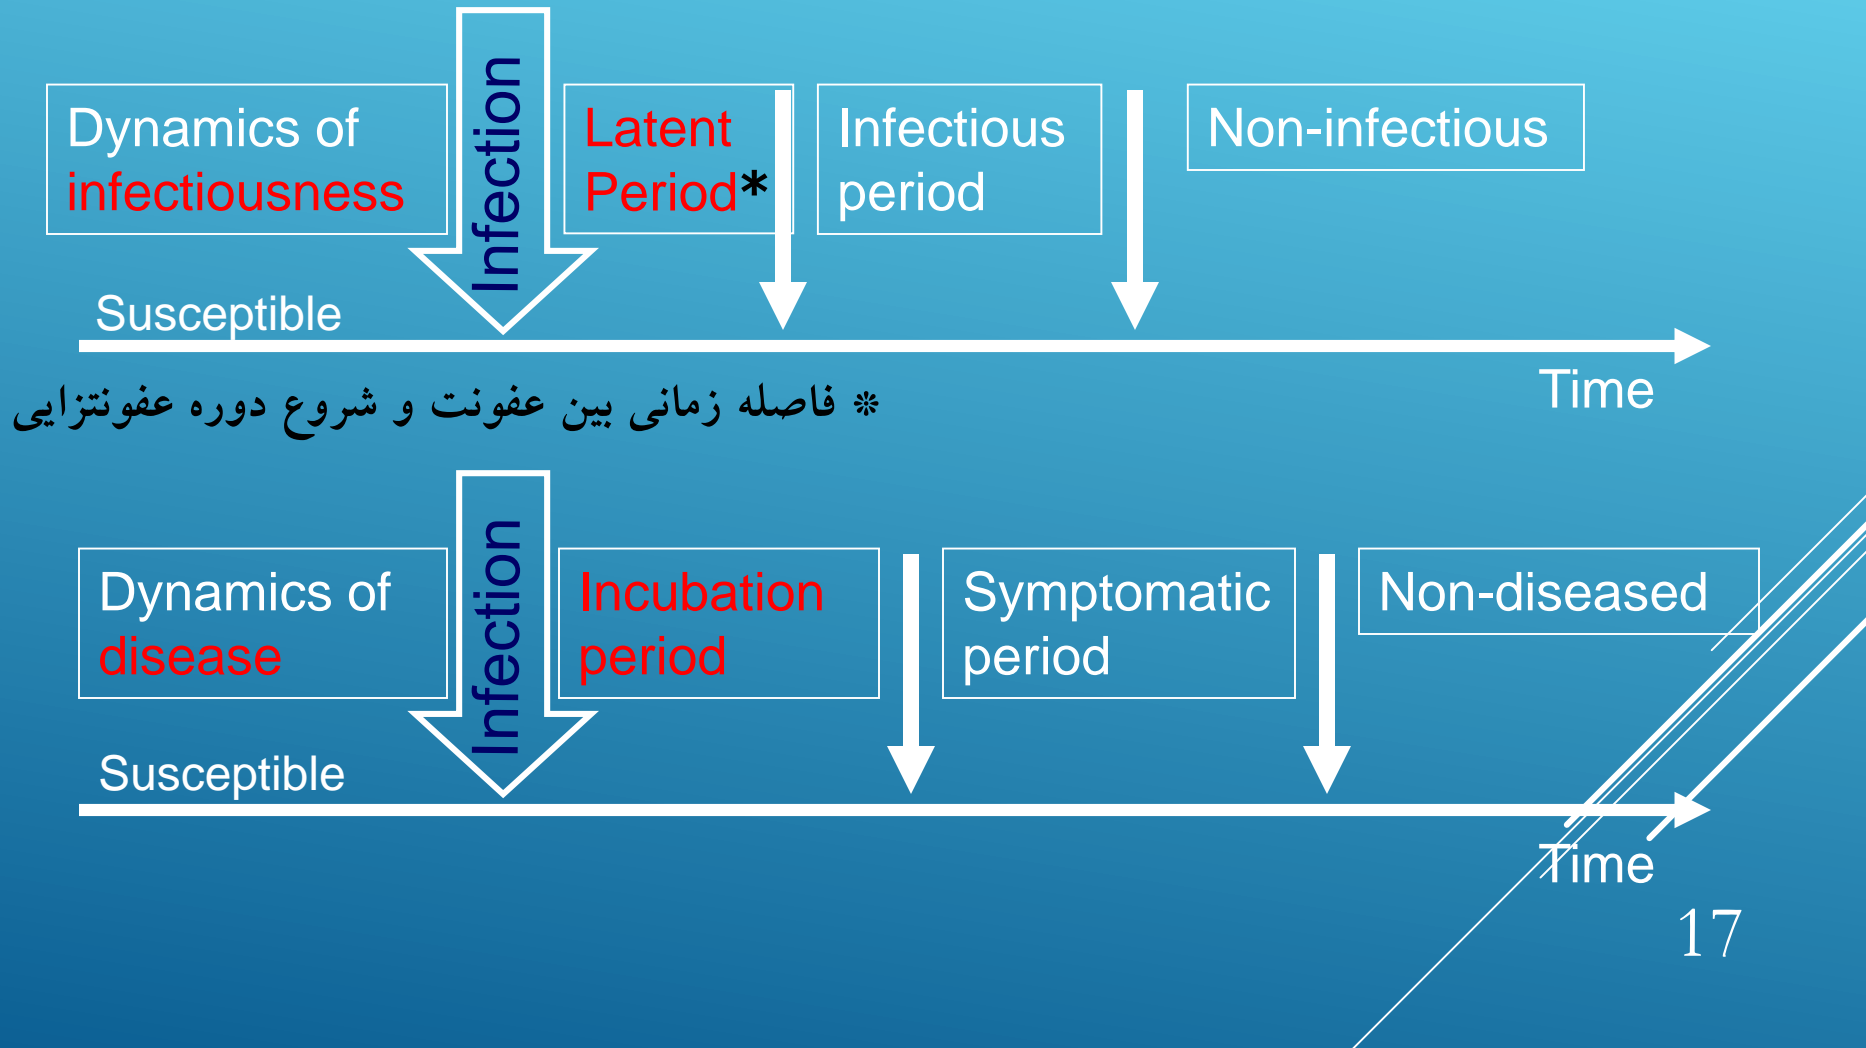 Dynamics of
infectiousness
Infection
Latent
Period*
Infectious
period
Non-infectious
Susceptible
Time
* فاصله زمانی بین عفونت و شروع دوره عفونتزایی
Dynamics of
disease
Infection
Incubation
period
Symptomatic
period
Non-diseased
Susceptible
Time
17